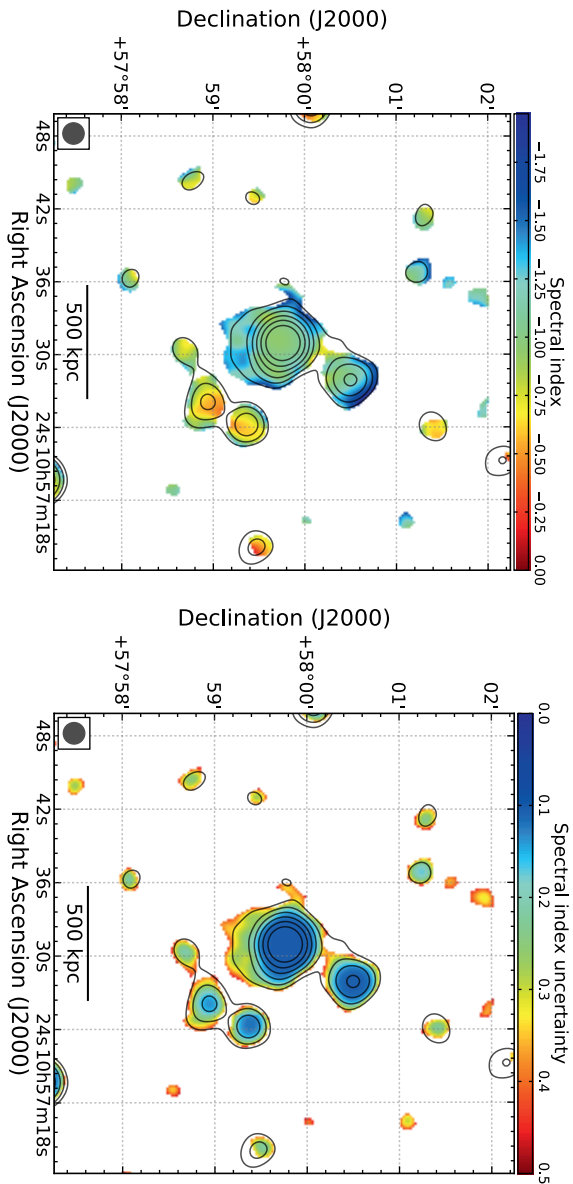 Spectral index
−1.75 −1.50 −1.25 −1.00 −0.75 −0.50 −0.25 0.00
Declination (J2000)
02
01
+58°00
59
+57°58
500 kpc
48s 42s 36s 30s 24s 10h57m18s
Right Ascension (J2000)
Spectral index uncertainty
0.0 0.1 0.2 0.3 0.4 0.5
Declination (J2000)
02
01
+58°00
59
+57°58
500 kpc
48s 42s 36s 30s 24s 10h57m18s
Right Ascension (J2000)